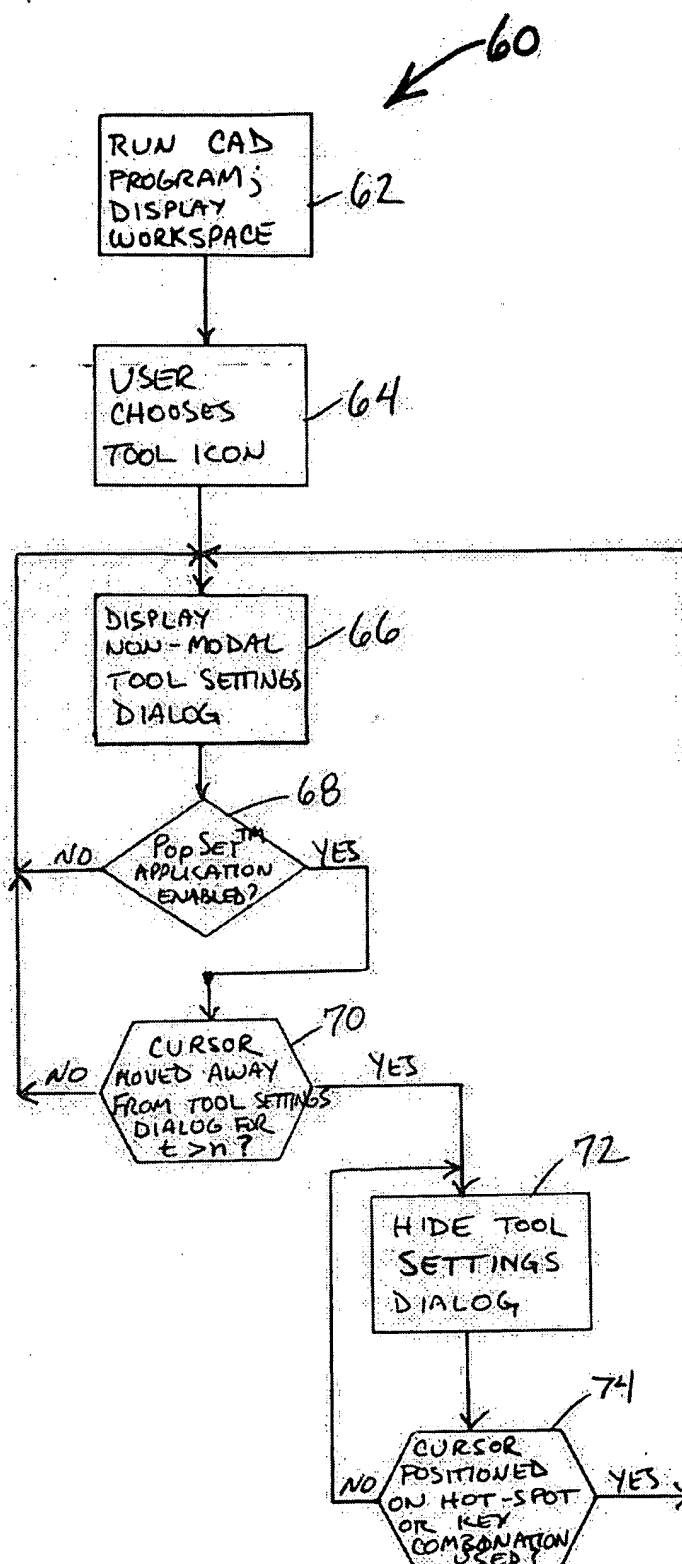 60
RUN CAD
PROGRAM;
DISPLAY
WORKSPACE
62
USER
CHOOSES
TOOL ICON
64
DISPLAY
NON-MODAL
TOOL SETTINGS
DIALOG
66
68
POPSET™
APPLICATION
ENABLED?
NO
YES
70
CURSOR
MOVED AWAY
FROM TOOL SETTINGS
DIALOG FOR
t > n?
NO
YES
72
HIDE TOOL
SETTINGS
DIALOG
74
CURSOR
POSITIONED
ON HOT-SPOT
OR KEY
COMBONATION
USED?
NO
YES